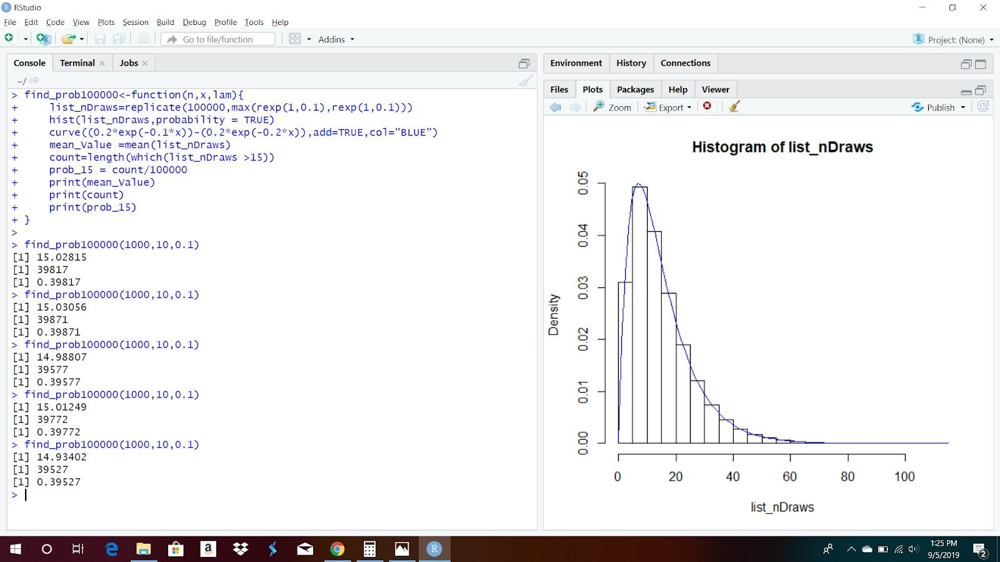 RStudio
File Edit Code View Plots Session Build Debug Profile Tools Help
Go to file/function
Addins
Project: (None)
Console Terminal Jobs
~/
> find_prob100000<-function(n,x,lam){
+ list_nDraws=replicate(100000,max(rexp(1,0.1),rexp(1,0.1)))
+ hist(list_nDraws,probability = TRUE)
+ curve((0.2*exp(-0.1*x))-(0.2*exp(-0.2*x)),add=TRUE,col="BLUE")
+ mean_Value =mean(list_nDraws)
+ count=length(which(list_nDraws >15))
+ prob_15 = count/100000
+ print(mean_Value)
+ print(count)
+ print(prob_15)
+ }
>
> find_prob100000(1000,10,0.1)
[1] 15.02815
[1] 39817
[1] 0.39817
> find_prob100000(1000,10,0.1)
[1] 15.03056
[1] 39871
[1] 0.39871
> find_prob100000(1000,10,0.1)
[1] 14.98807
[1] 39577
[1] 0.39577
> find_prob100000(1000,10,0.1)
[1] 15.01249
[1] 39772
[1] 0.39772
> find_prob100000(1000,10,0.1)
[1] 14.93402
[1] 39527
[1] 0.39527
>
Environment History Connections
Files Plots Packages Help Viewer
Zoom Export Publish
Histogram of list_nDraws
Density
0.05
0.04
0.03
0.02
0.01
0.00
0 20 40 60 80 100
list_nDraws
1:25 PM
9/5/2019
2